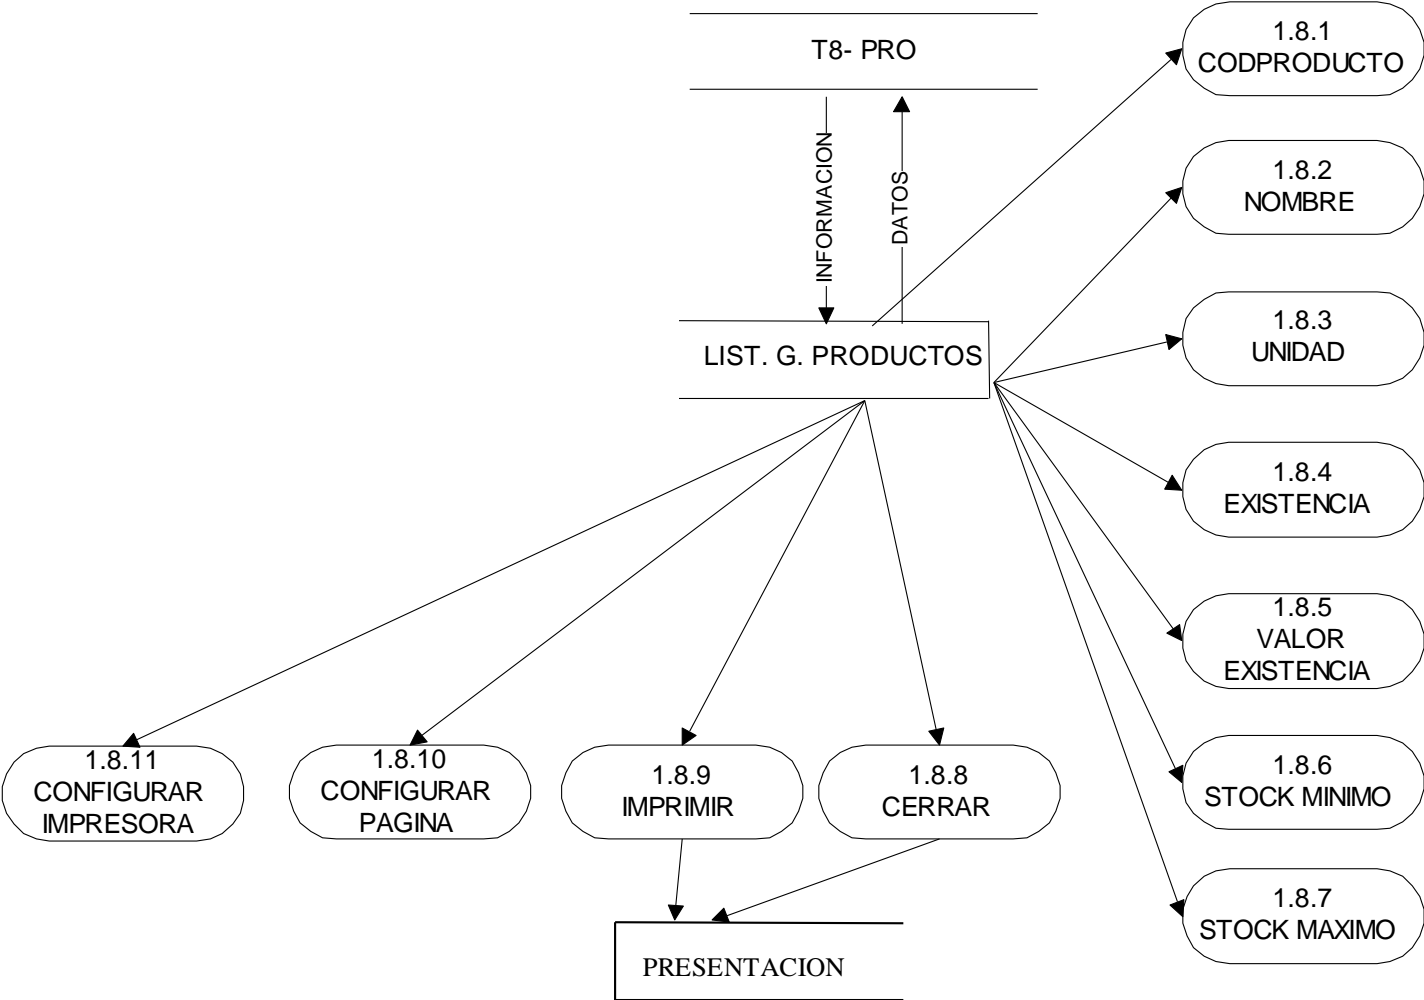 T8- PRO
1.8.1
CODPRODUCTO
INFORMACION
DATOS
1.8.2
NOMBRE
1.8.3
UNIDAD
LIST. G. PRODUCTOS
1.8.4
EXISTENCIA
1.8.5
VALOR
EXISTENCIA
1.8.11
CONFIGURAR
IMPRESORA
1.8.10
CONFIGURAR
PAGINA
1.8.9
IMPRIMIR
1.8.8
CERRAR
1.8.6
STOCK MINIMO
1.8.7
STOCK MAXIMO
PRESENTACION